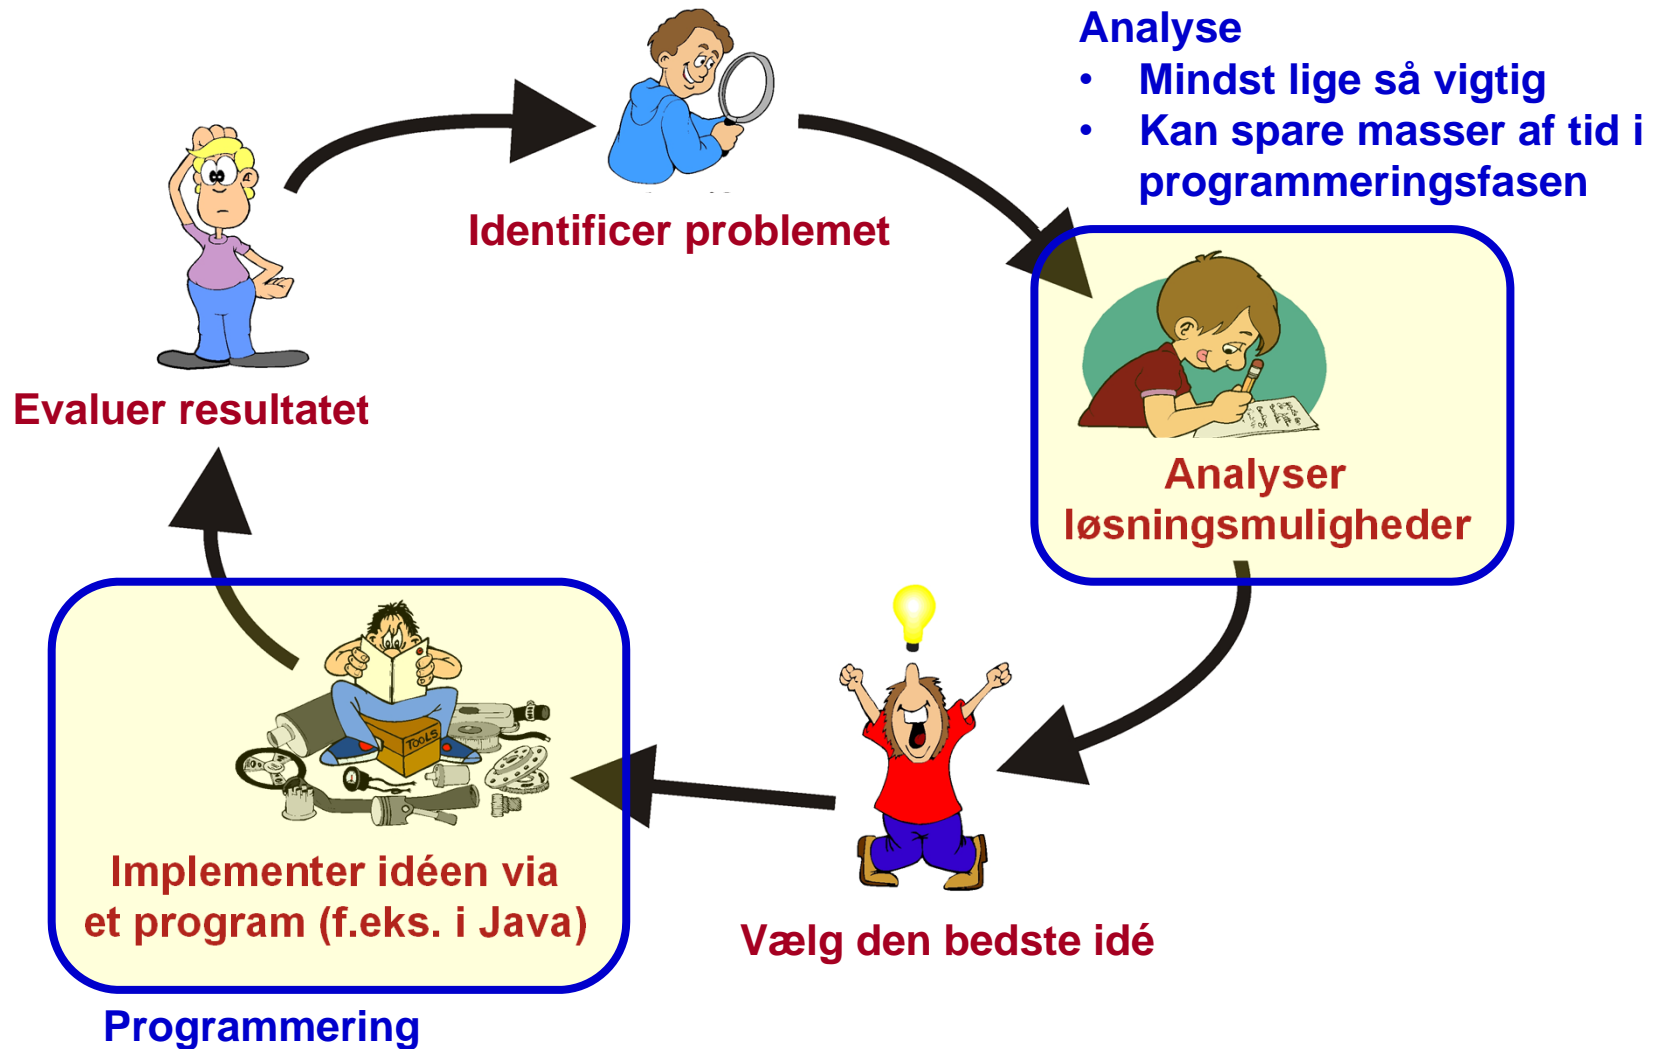 Analyse
• Mindst lige så vigtig
• Kan spare masser af tid i
programmeringsfasen
Identificer problemet
Analyser
løsningsmuligheder
Vælg den bedste idé
TOOLS
Implementer idéen via
et program (f.eks. i Java)
Programmering
Evaluer resultatet